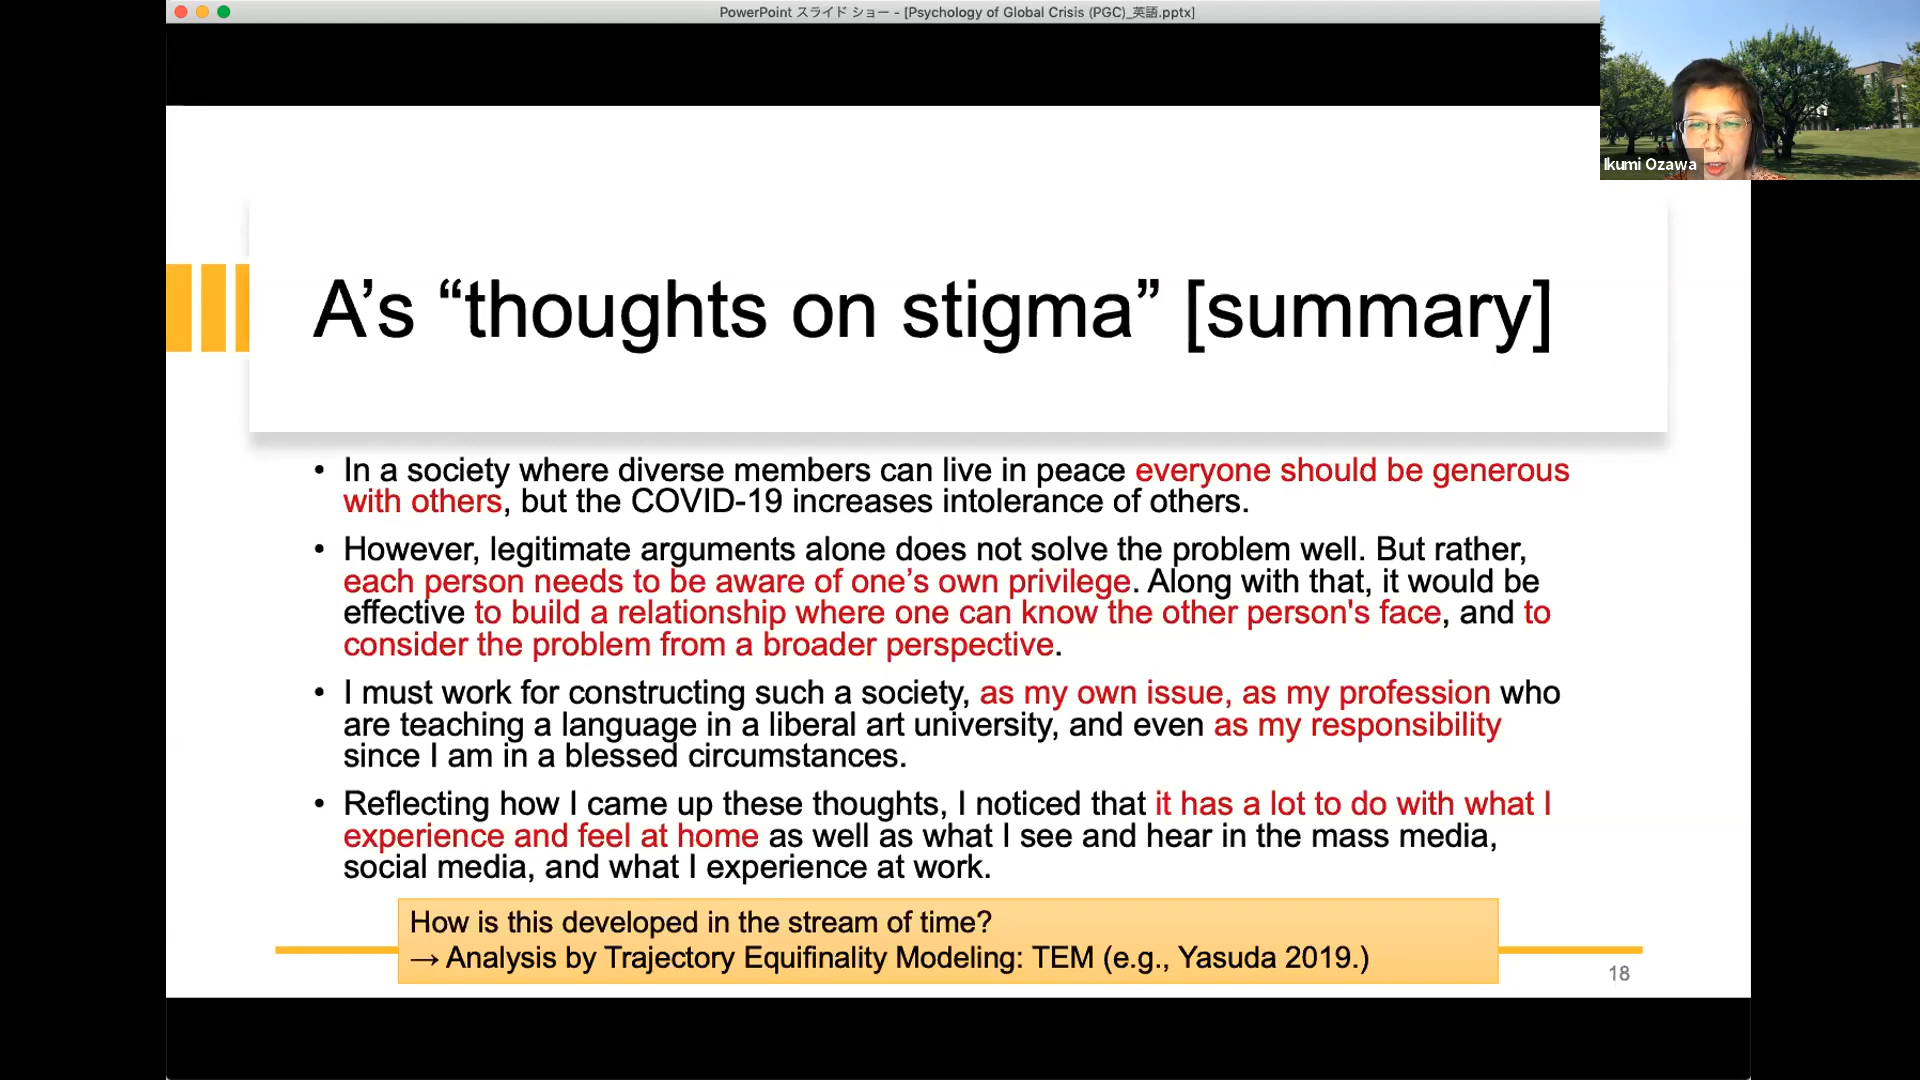 PowerPoint スライド ショー - [Psychology of Global Crisis (PGC)_英語.pptx]
Ikumi Ozawa
A’s “thoughts on stigma” [summary]
• In a society where diverse members can live in peace everyone should be generous
with others, but the COVID-19 increases intolerance of others.
• However, legitimate arguments alone does not solve the problem well. But rather,
each person needs to be aware of one’s own privilege. Along with that, it would be
effective to build a relationship where one can know the other person's face, and to
consider the problem from a broader perspective.
• I must work for constructing such a society, as my own issue, as my profession who
are teaching a language in a liberal art university, and even as my responsibility
since I am in a blessed circumstances.
• Reflecting how I came up these thoughts, I noticed that it has a lot to do with what I
experience and feel at home as well as what I see and hear in the mass media,
social media, and what I experience at work.
How is this developed in the stream of time?
→ Analysis by Trajectory Equifinality Modeling: TEM (e.g., Yasuda 2019.)
18